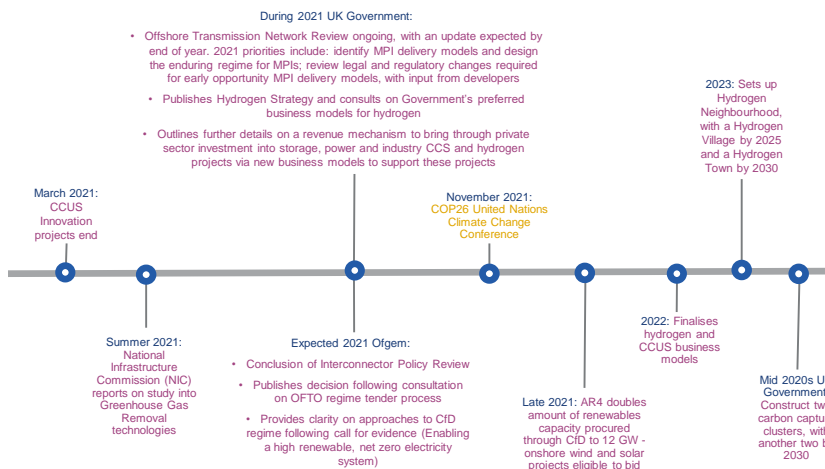 During 2021 UK Government:
• Offshore Transmission Network Review ongoing, with an update expected by
end of year. 2021 priorities include: identify MPI delivery models and design
the enduring regime for MPIs; review legal and regulatory changes required
for early opportunity MPI delivery models, with input from developers
• Publishes Hydrogen Strategy and consults on Government's preferred
business models for hydrogen
• Outlines further details on a revenue mechanism to bring through private
sector investment into storage, power and industry CCS and hydrogen
projects via new business models to support these projects
2023: Sets up
Hydrogen
Neighbourhood,
with a Hydrogen
Village by 2025
and a Hydrogen
Town by 2030
March 2021:
CCUS
Innovation
projects end
November 2021:
COP26 United Nations
Climate Change
Conference
Summer 2021:
National
Infrastructure
Commission (NIC)
reports on study into
Greenhouse Gas
Removal
technologies
Expected 2021 Ofgem:
• Conclusion of Interconnector Policy Review
• Publishes decision following consultation
on OFTO regime tender process
• Provides clarity on approaches to CfD
regime following call for evidence (Enabling
a high renewable, net zero electricity
system)
Late 2021: AR4 doubles
amount of renewables
capacity procured
through CfD to 12 GW -
onshore wind and solar
projects eligible to bid
2022: Finalises
hydrogen and
CCUS business
models
Mid 2020s U
Government
Construct tw
carbon captu
clusters, with
another two b
2030